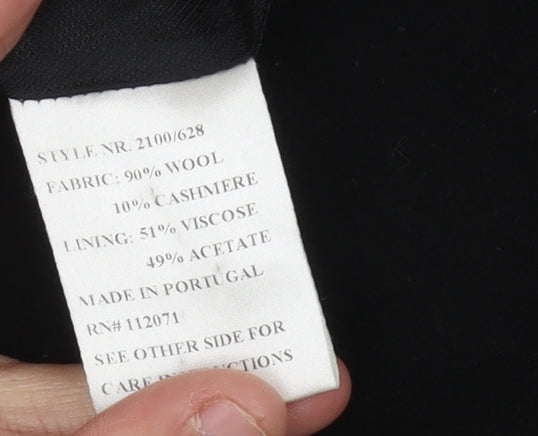 STYLE NR. 2100/628
FABRIC: 90% WOOL
10% CASHMERE
LINING: 51% VISCOSE
49% ACETATE
MADE IN PORTUGAL
RN# 112071
SEE OTHER SIDE FOR
CARE